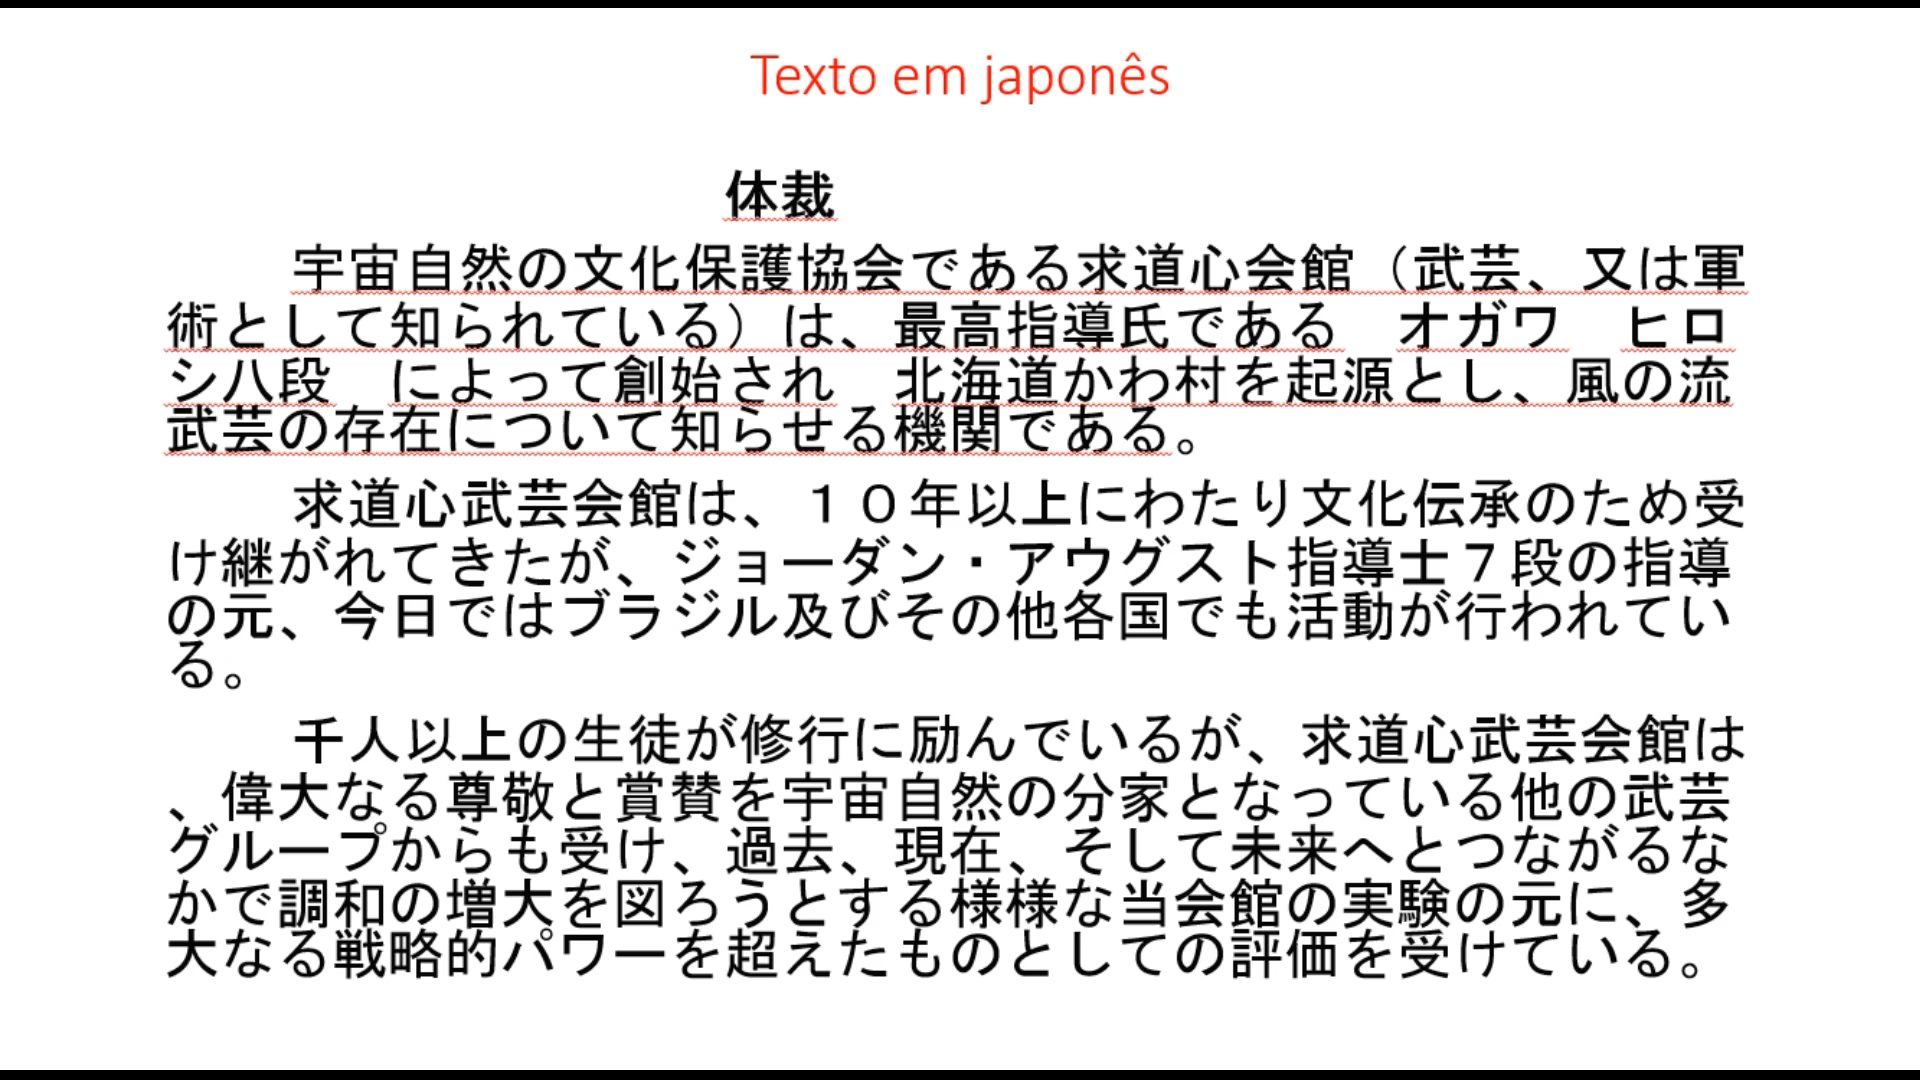 Texto em japonês
体裁
宇宙自然の文化保護協会である求道心会館（武芸、又は軍
術として知られている）は、最高指導氏である　オガワ　ヒロ
シ八段　によって創始され　北海道かわ村を起源とし、風の流
武芸の存在について知らせる機関である。
求道心武芸会館は、１０年以上にわたり文化伝承のため受
け継がれてきたが、ジョーダン・アウグスト指導士７段の指導
の元、今日ではブラジル及びその他各国でも活動が行われてい
る。
千人以上の生徒が修行に励んでいるが、求道心武芸会館は
、偉大なる尊敬と賞賛を宇宙自然の分家となっている他の武芸
グループからも受け、過去、現在、そして未来へとつながるな
かで調和の増大を図ろうとする様様な当会館の実験の元に、多
大なる戦略的パワーを超えたものとしての評価を受けている。